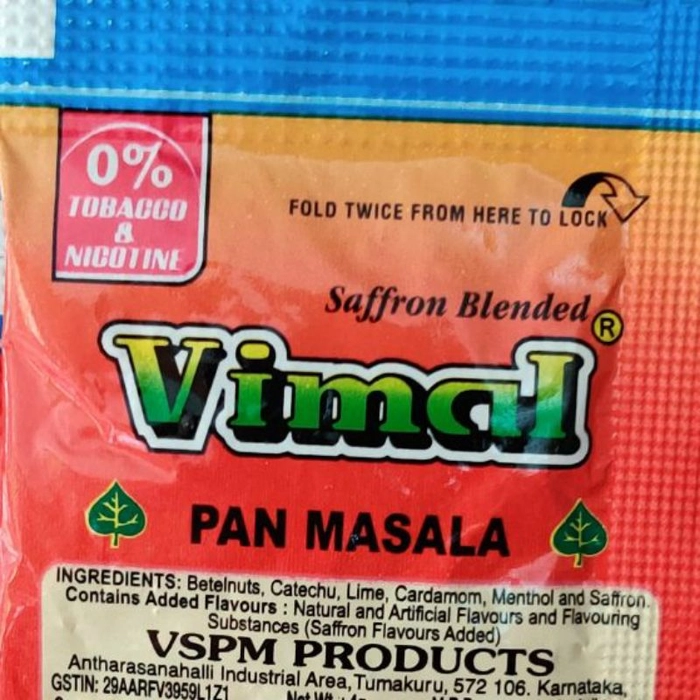 0%
TOBACCO
&
NICOTINE
FOLD TWICE FROM HERE TO LOCK
Saffron Blended
Vimal ®
PAN MASALA
INGREDIENTS: Betelnuts, Catechu, Lime, Cardamom, Menthol and Saffron.
Contains Added Flavours : Natural and Artificial Flavours and Flavouring
Substances (Saffron Flavours Added)
VSPM PRODUCTS
Antharasanahalli Industrial Area, Tumakuru, 572 106. Karnataka,
GSTIN: 29AARFV3959L1Z1
Net Wt